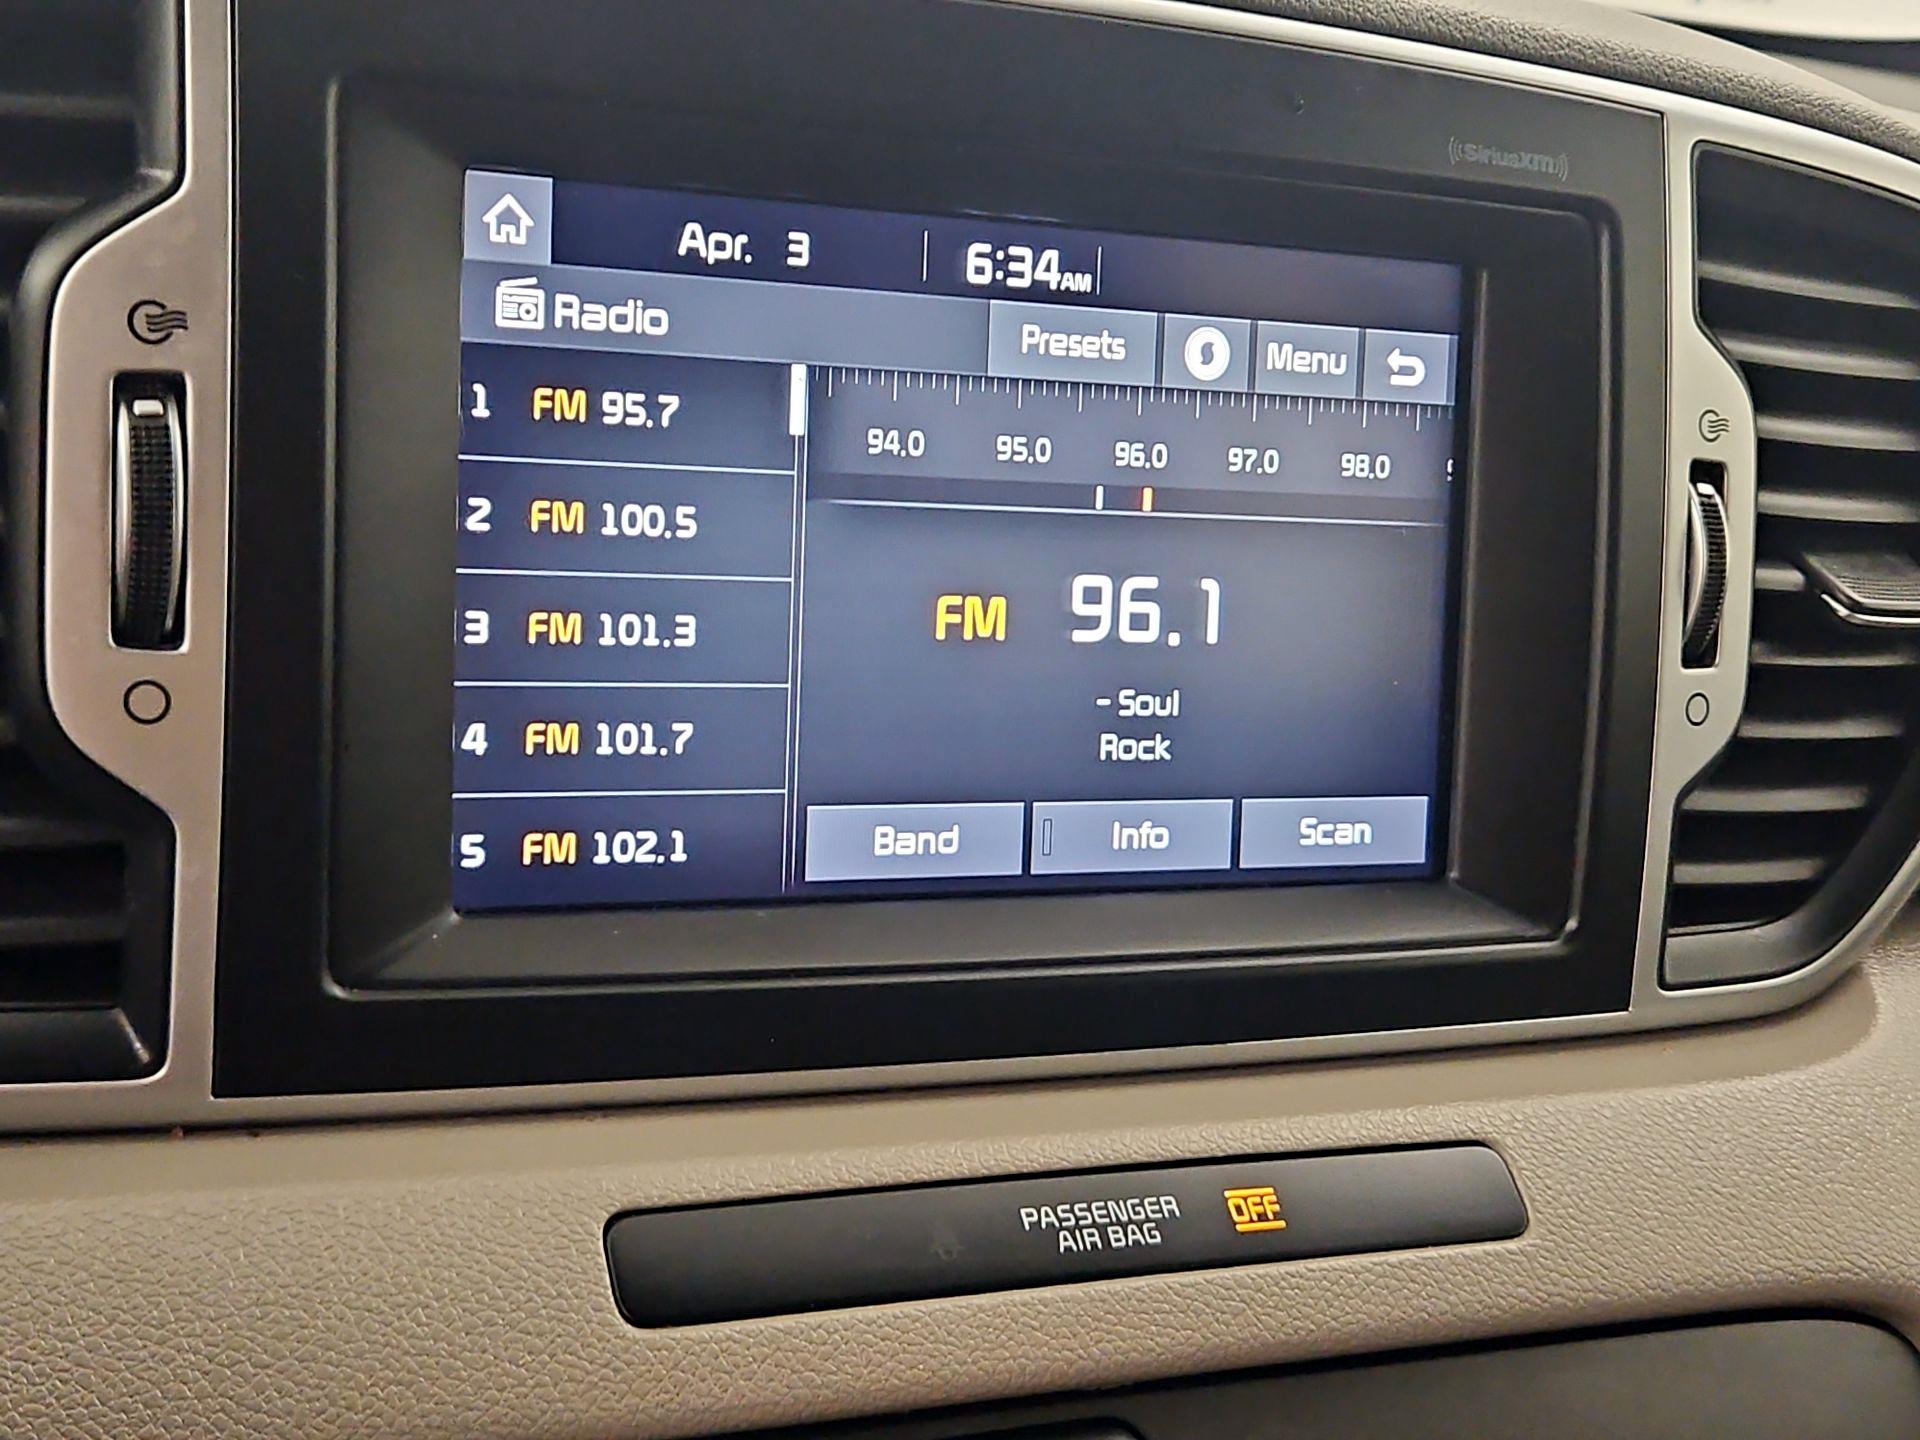 ((SiriusXM))
Apr. 3 6:34AM
Radio Presets Menu
94.0 95.0 96.0 97.0 98.0
1 FM 95.7
2 FM 100.5
3 FM 101.3
4 FM 101.7
5 FM 102.1
FM 96.1
- Soul
Rock
Band Info Scan
PASSENGER
AIR BAG
OFF